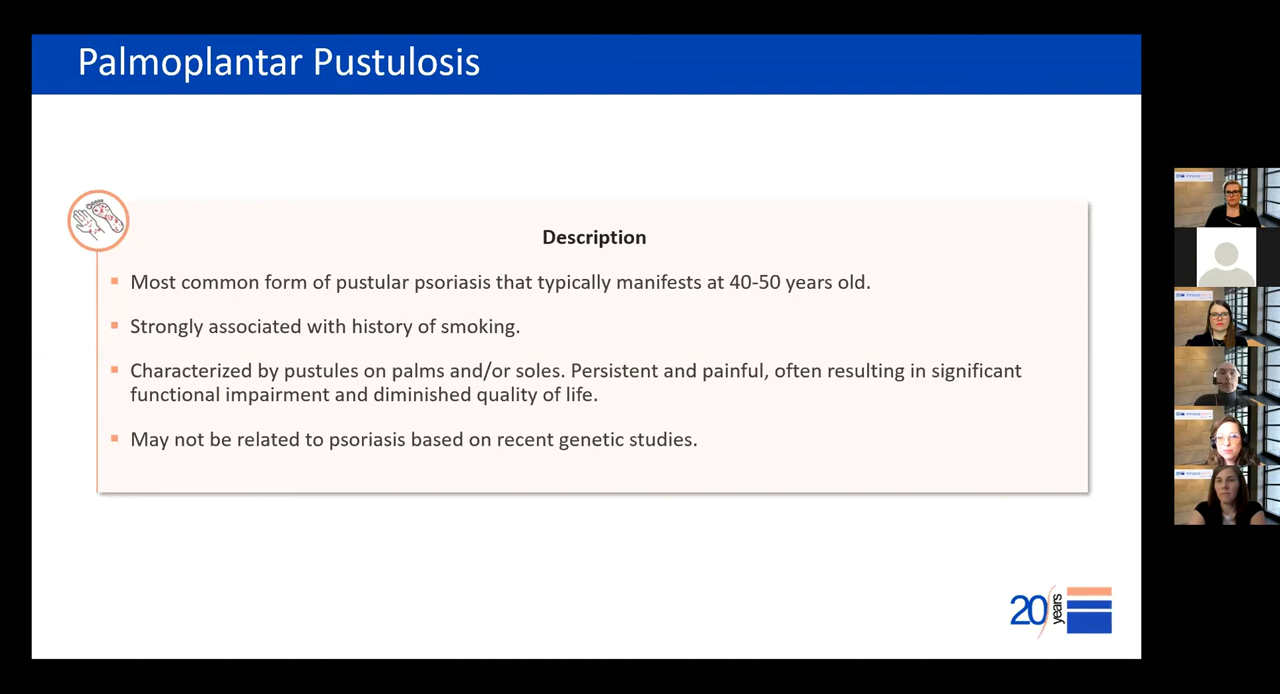 Palmoplantar Pustulosis
Description
Most common form of pustular psoriasis that typically manifests at 40-50 years old.
Strongly associated with history of smoking.
Characterized by pustules on palms and/or soles. Persistent and painful, often resulting in significant
functional impairment and diminished quality of life.
May not be related to psoriasis based on recent genetic studies.
20 years